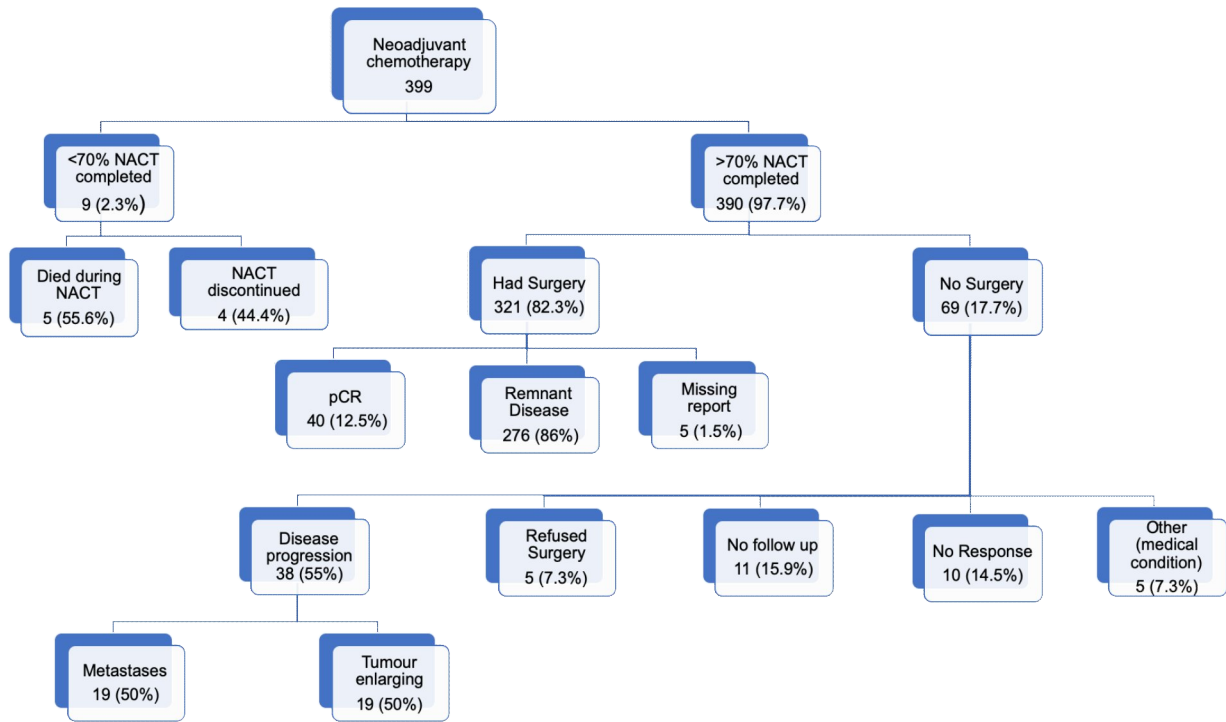 Neoadjuvant
chemotherapy
399
<70% NACT
completed
9 (2.3%)
>70% NACT
completed
390 (97.7%)
Died during
NACT
5 (55.6%)
NACT
discontinued
4 (44.4%)
Had Surgery
321 (82.3%)
No Surgery
69 (17.7%)
pCR
40 (12.5%)
Remnant
Disease
276 (86%)
Missing
report
5 (1.5%)
Disease
progression
38 (55%)
Refused
Surgery
5 (7.3%)
No follow up
11 (15.9%)
No Response
10 (14.5%)
Other
(medical
condition)
5 (7.3%)
Metastases
19 (50%)
Tumour
enlarging
19 (50%)